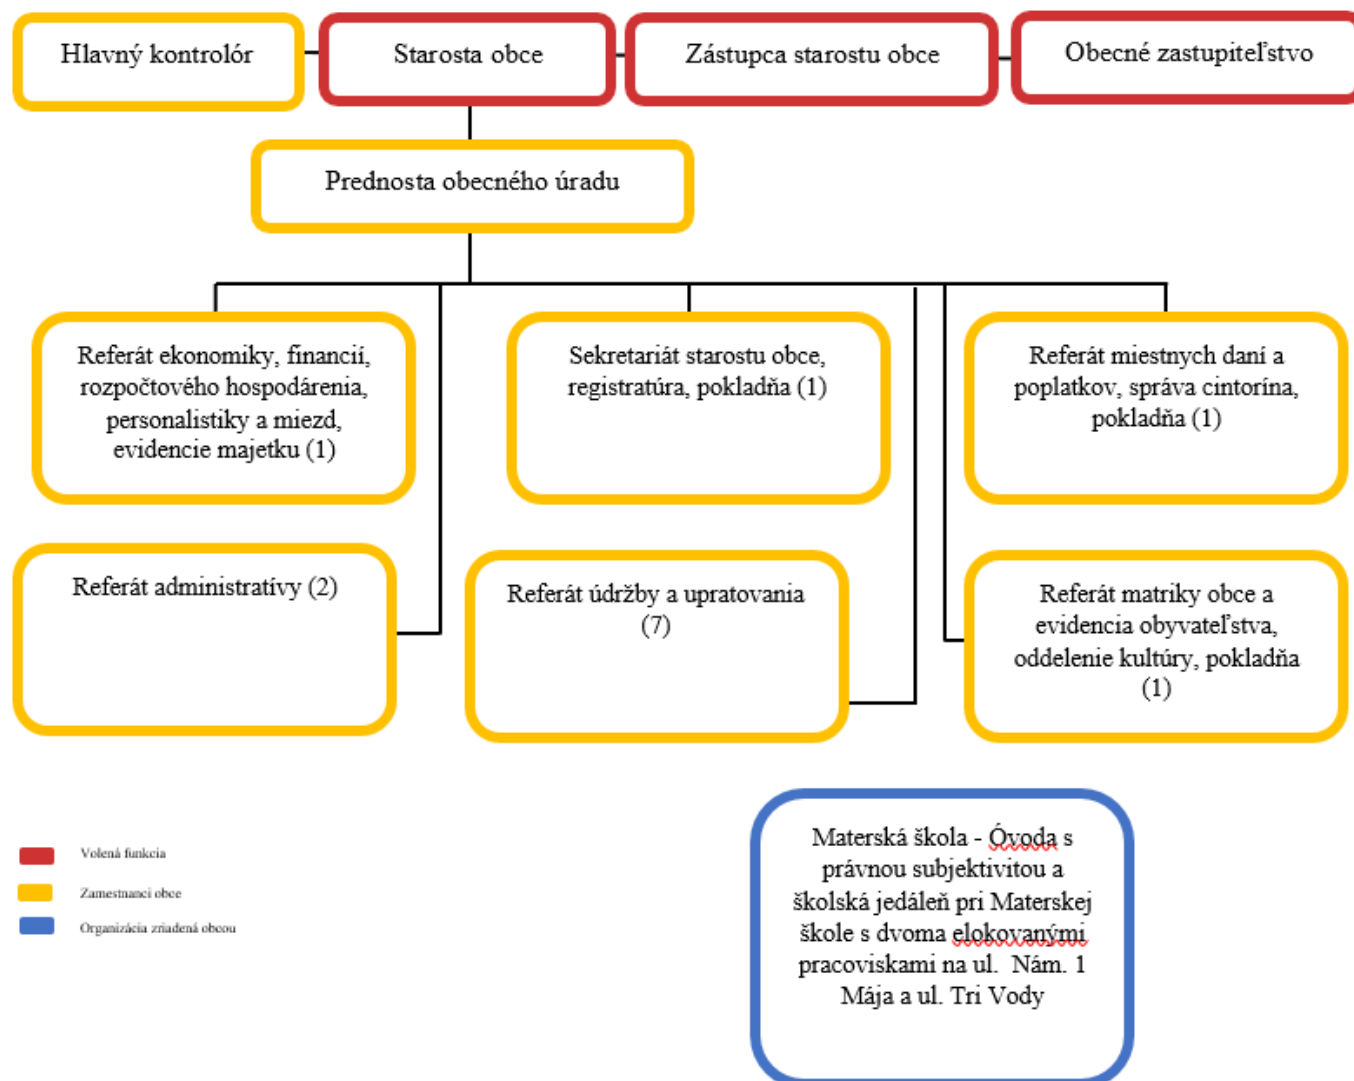 Hlavný kontrolór
Starosta obce
Zástupca starostu obce
Obecné zastupiteľstvo
Prednosta obecného úradu
Referát ekonomiky, financií,
rozpočtového hospodárenia,
personalistiky a miezd,
evidencie majetku (1)
Sekretariát starostu obce,
registratúra, pokladňa (1)
Referát miestnych daní a
poplatkov, správa cintorína,
pokladňa (1)
Referát administratívy (2)
Referát údržby a upratovania
(7)
Referát matriky obce a
evidencia obyvateľstva,
oddelenie kultúry, pokladňa
(1)
Materská škola - Óvoda s
právnou subjektivitou a
školská jedáleň pri Materskej
škole s dvoma elokovanými
pracoviskami na ul. Nám. 1
Mája a ul. Tri Vody
Volená funkcia
Zamestnanci obce
Organizácia zriadená obcou